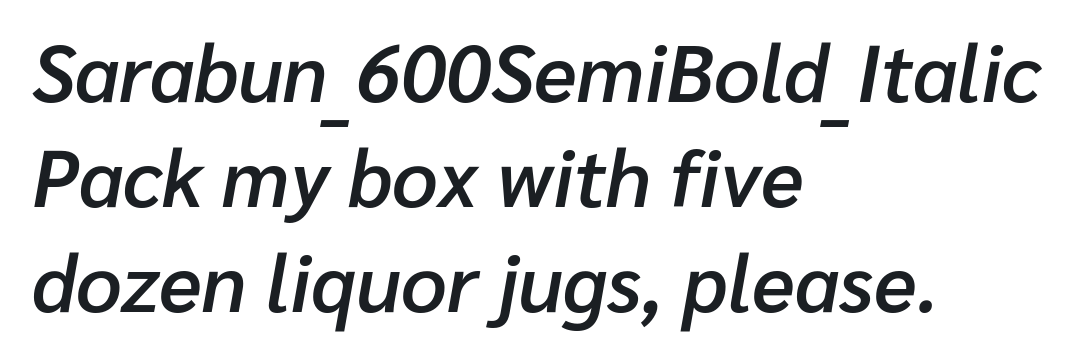 Sarabun_600SemiBold_Italic
Pack my box with five
dozen liquor jugs, please.